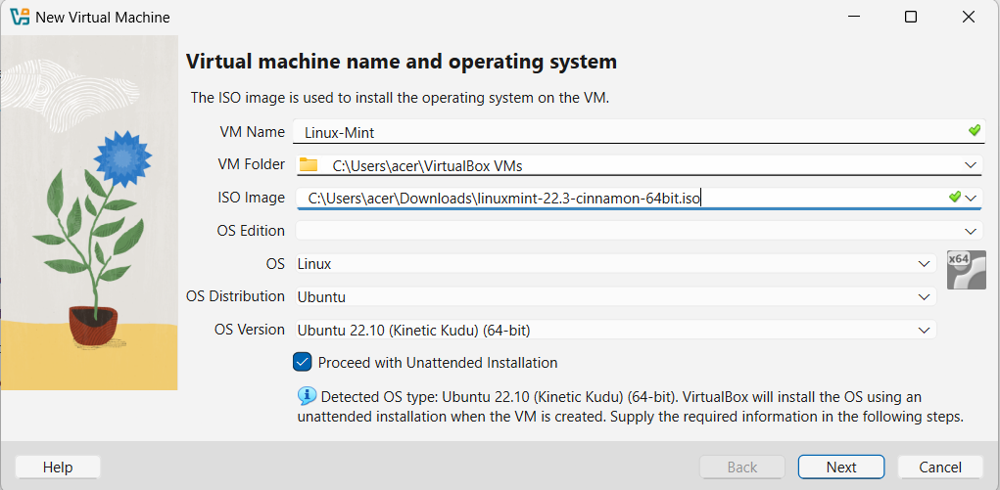 New Virtual Machine
Virtual machine name and operating system
The ISO image is used to install the operating system on the VM.
VM Name Linux-Mint
VM Folder C:\Users\acer\VirtualBox VMs
ISO Image C:\Users\acer\Downloads\linuxmint-22.3-cinnamon-64bit.iso
OS Edition
OS Linux x64
OS Distribution Ubuntu
OS Version Ubuntu 22.10 (Kinetic Kudu) (64-bit)
Proceed with Unattended Installation
Detected OS type: Ubuntu 22.10 (Kinetic Kudu) (64-bit). VirtualBox will install the OS using an
unattended installation when the VM is created. Supply the required information in the following steps.
Help Back Next Cancel